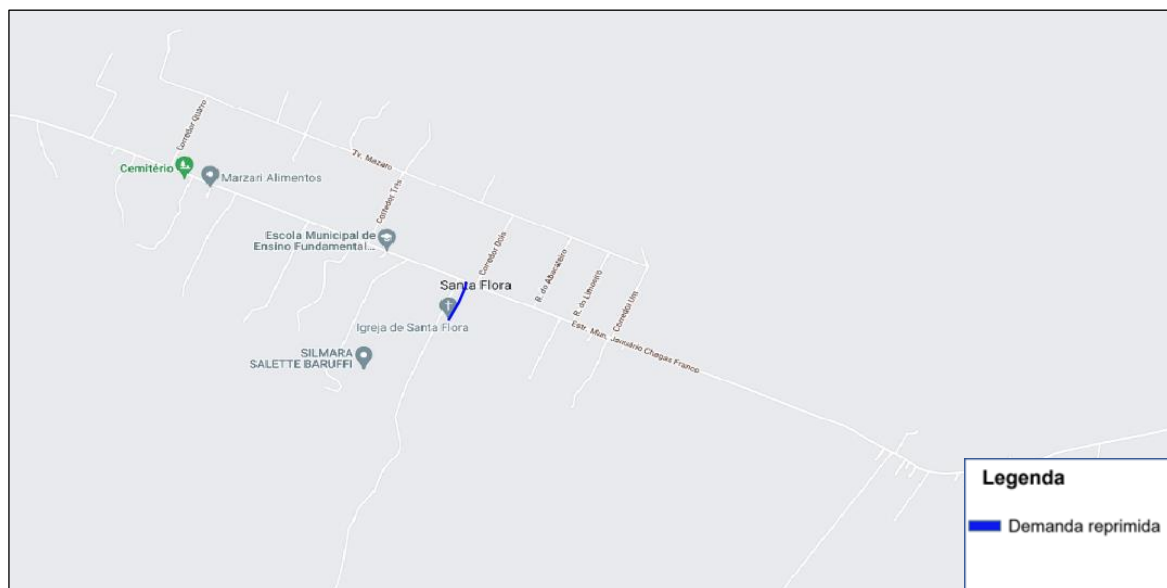 Corredor Quatro
Cemitério
Marzari Alimentos
Tv. Mazaro
Corredor Três
Escola Municipal de
Ensino Fundamental...
Corredor Dois
Santa Flora
R. do Abacateiro
R. do Limoeiro
Corredor Um
Igreja de Santa Flora
Estr. Mun. Januário Chagas Franco
SILMARA
SALETTE BARUFFI
Legenda
Demanda reprimida